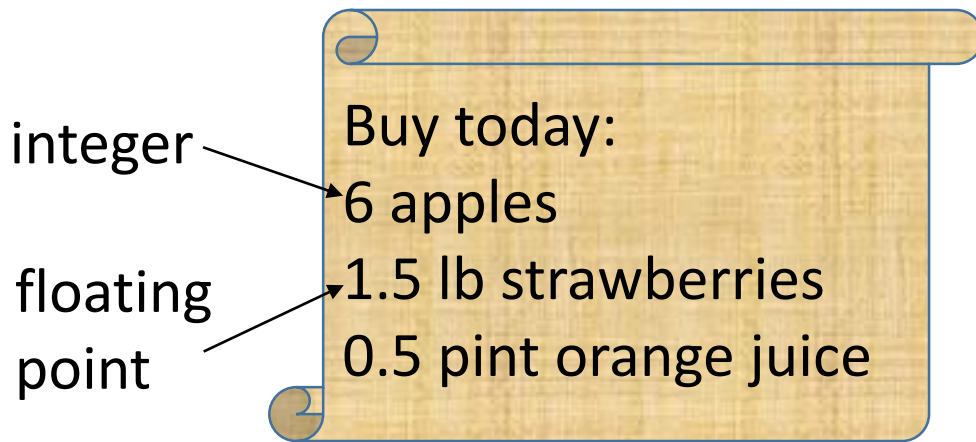 integer
floating
point
Buy today:
6 apples
1.5 lb strawberries
0.5 pint orange juice